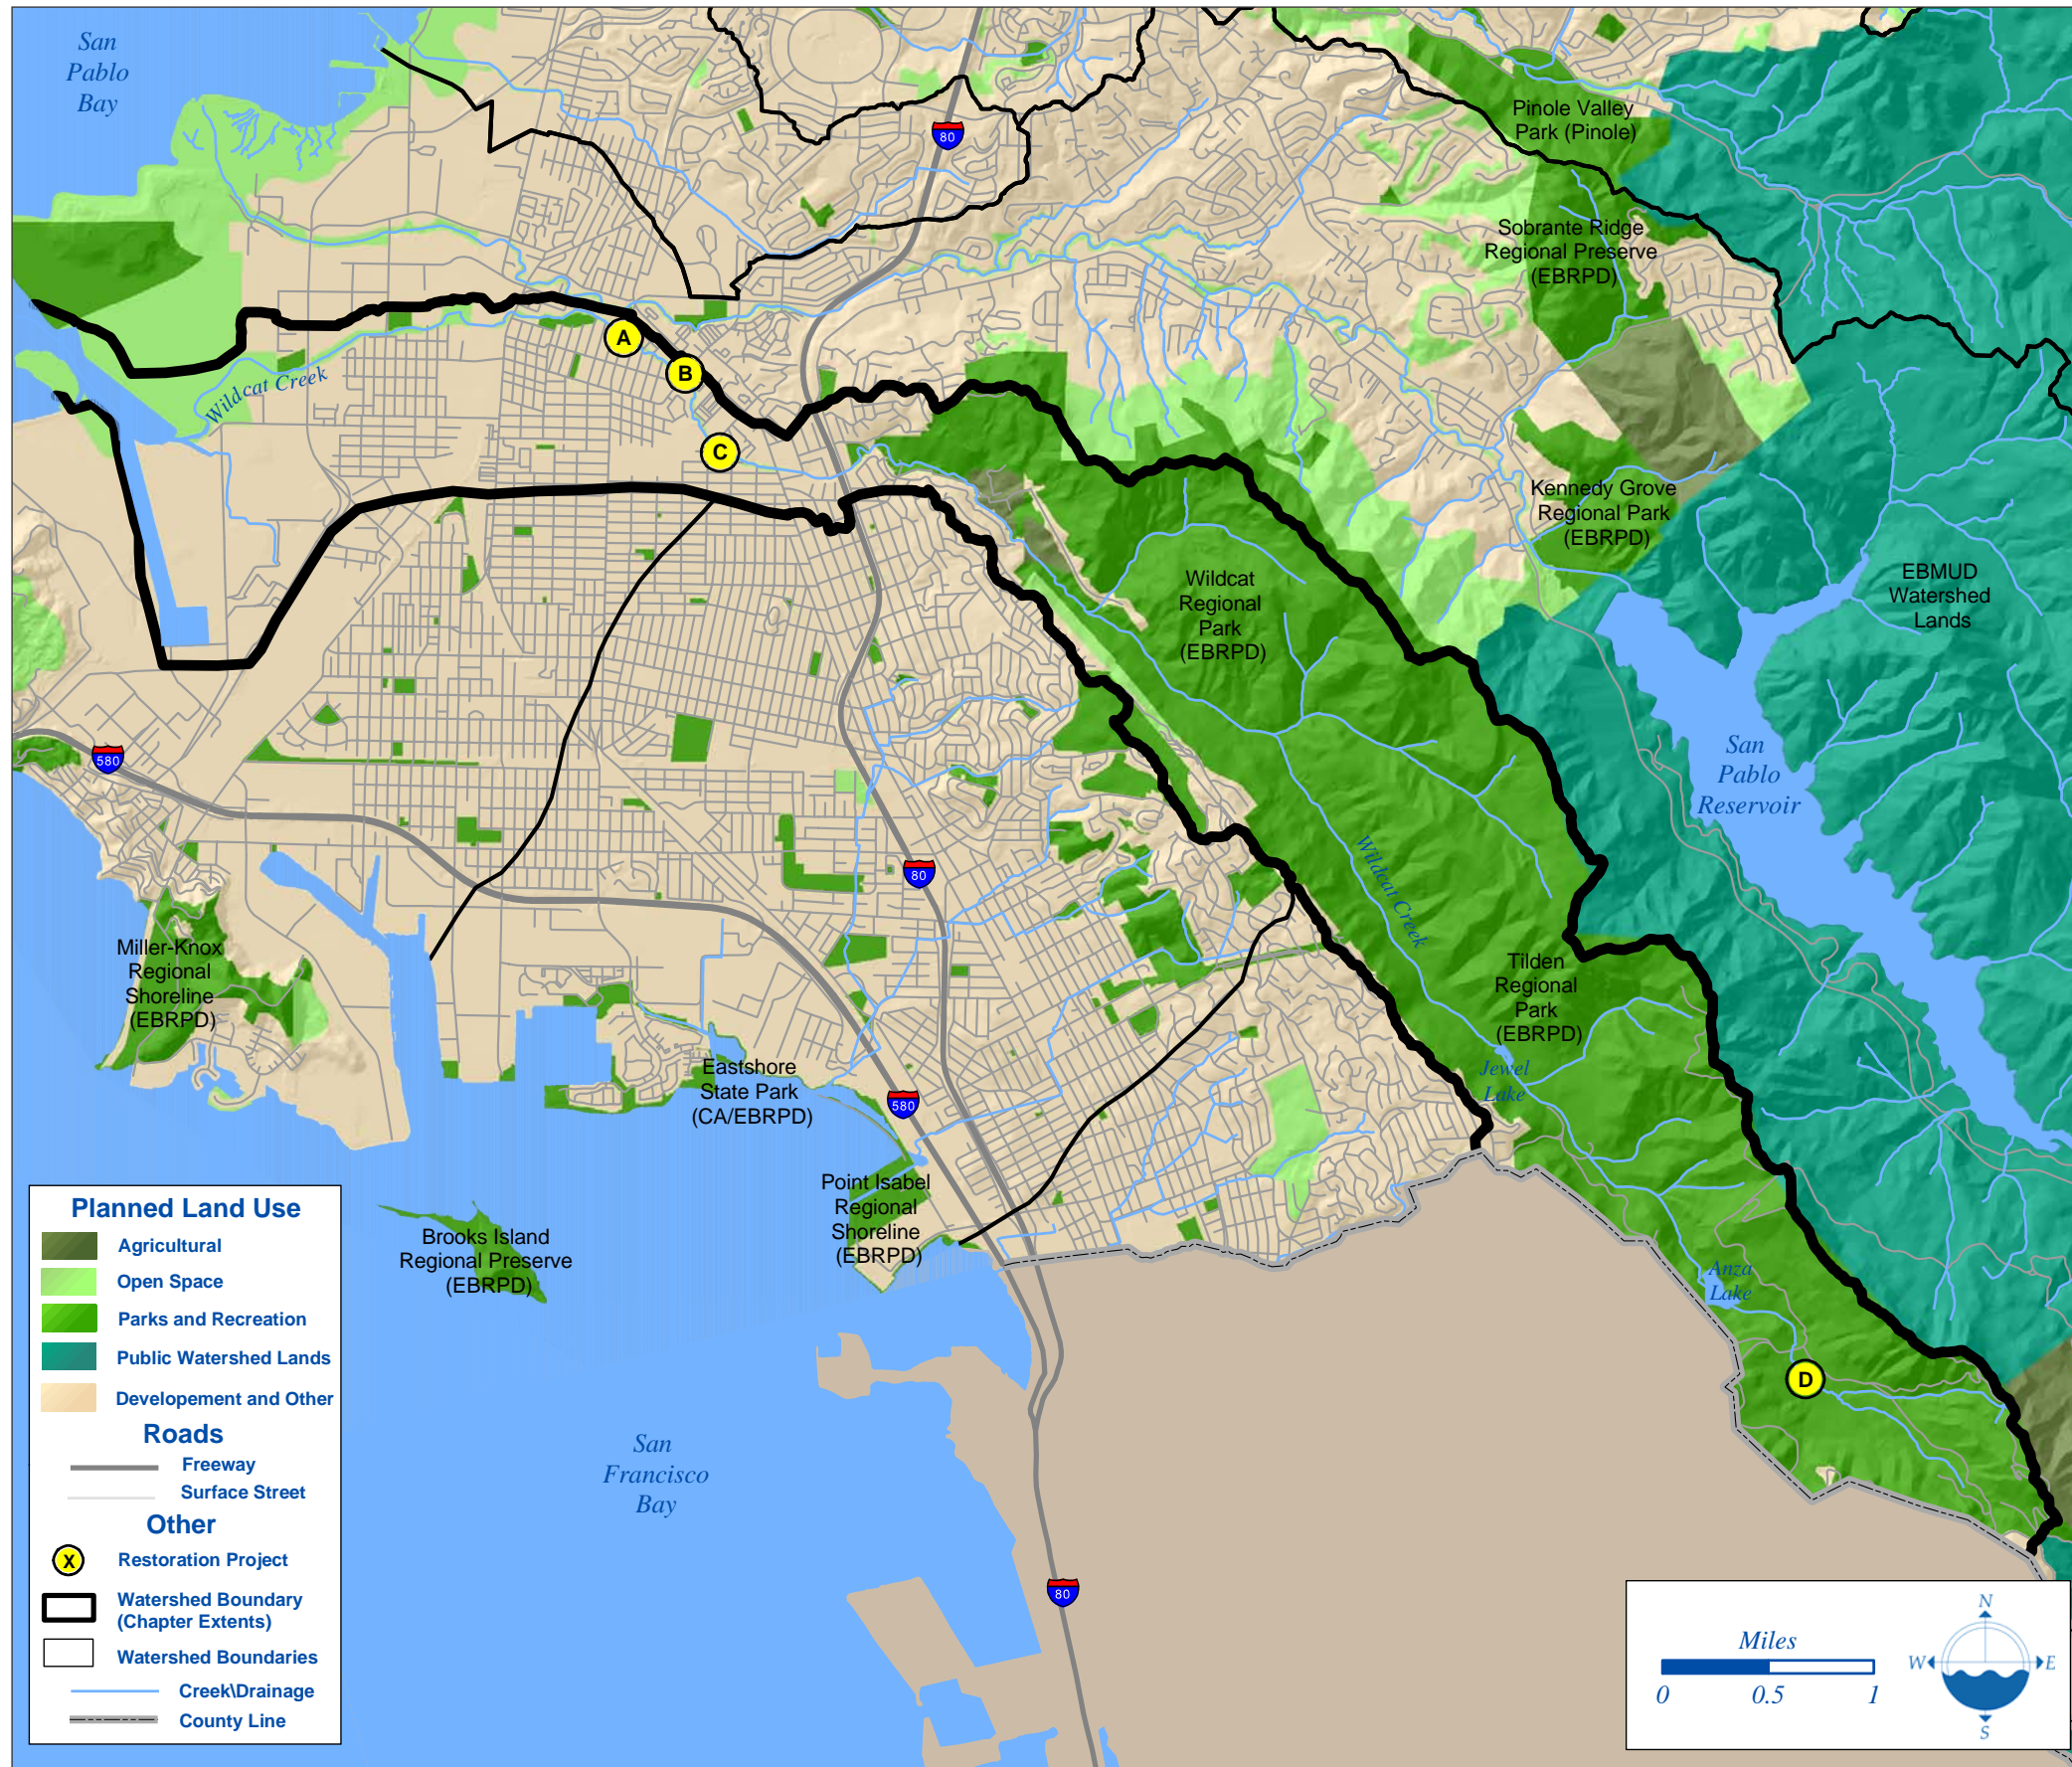 San
Pablo
Bay
80
Pinole Valley
Park (Pinole)
Sobrante Ridge
Regional Preserve
(EBRPD)
A
B
C
Wildcat Creek
Kennedy Grove
Regional Park
(EBRPD)
EBMUD
Watershed
Lands
Wildcat
Regional
Park
(EBRPD)
San
Pablo
Reservoir
580
80
Wildcat Creek
Miller-Knox
Regional
Shoreline
(EBRPD)
Tilden
Regional
Park
(EBRPD)
Jewel
Lake
Eastshore
State Park
(CA/EBRPD)
580
Point Isabel
Regional
Shoreline
(EBRPD)
Brooks Island
Regional Preserve
(EBRPD)
Anza
Lake
D
San
Francisco
Bay
80
Planned Land Use
Agricultural
Open Space
Parks and Recreation
Public Watershed Lands
Developement and Other
Roads
Freeway
Surface Street
Other
X Restoration Project
Watershed Boundary
(Chapter Extents)
Watershed Boundaries
Creek\Drainage
County Line
Miles
0 0.5 1
N
W E
S